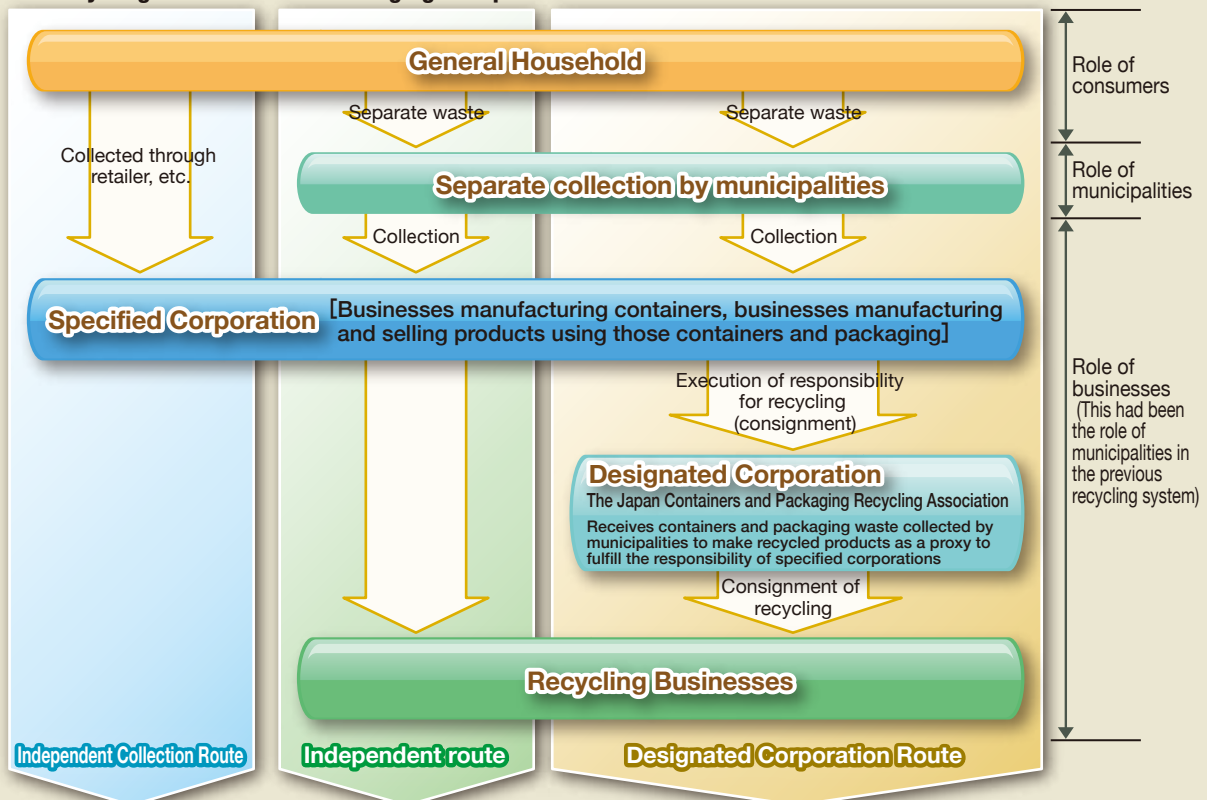 General Household
Separate waste
Separate waste
Collected through
retailer, etc.
Separate collection by municipalities
Collection
Collection
Specified Corporation
[Businesses manufacturing containers, businesses manufacturing
and selling products using those containers and packaging]
Execution of responsibility
for recycling
(consignment)
Designated Corporation
The Japan Containers and Packaging Recycling Association
Receives containers and packaging waste collected by
municipalities to make recycled products as a proxy to
fulfill the responsibility of specified corporations
Consignment of
recycling
Recycling Businesses
Independent Collection Route
Independent route
Designated Corporation Route
Role of
consumers
Role of
municipalities
Role of
businesses
(This had been
the role of
municipalities in
the previous
recycling system)